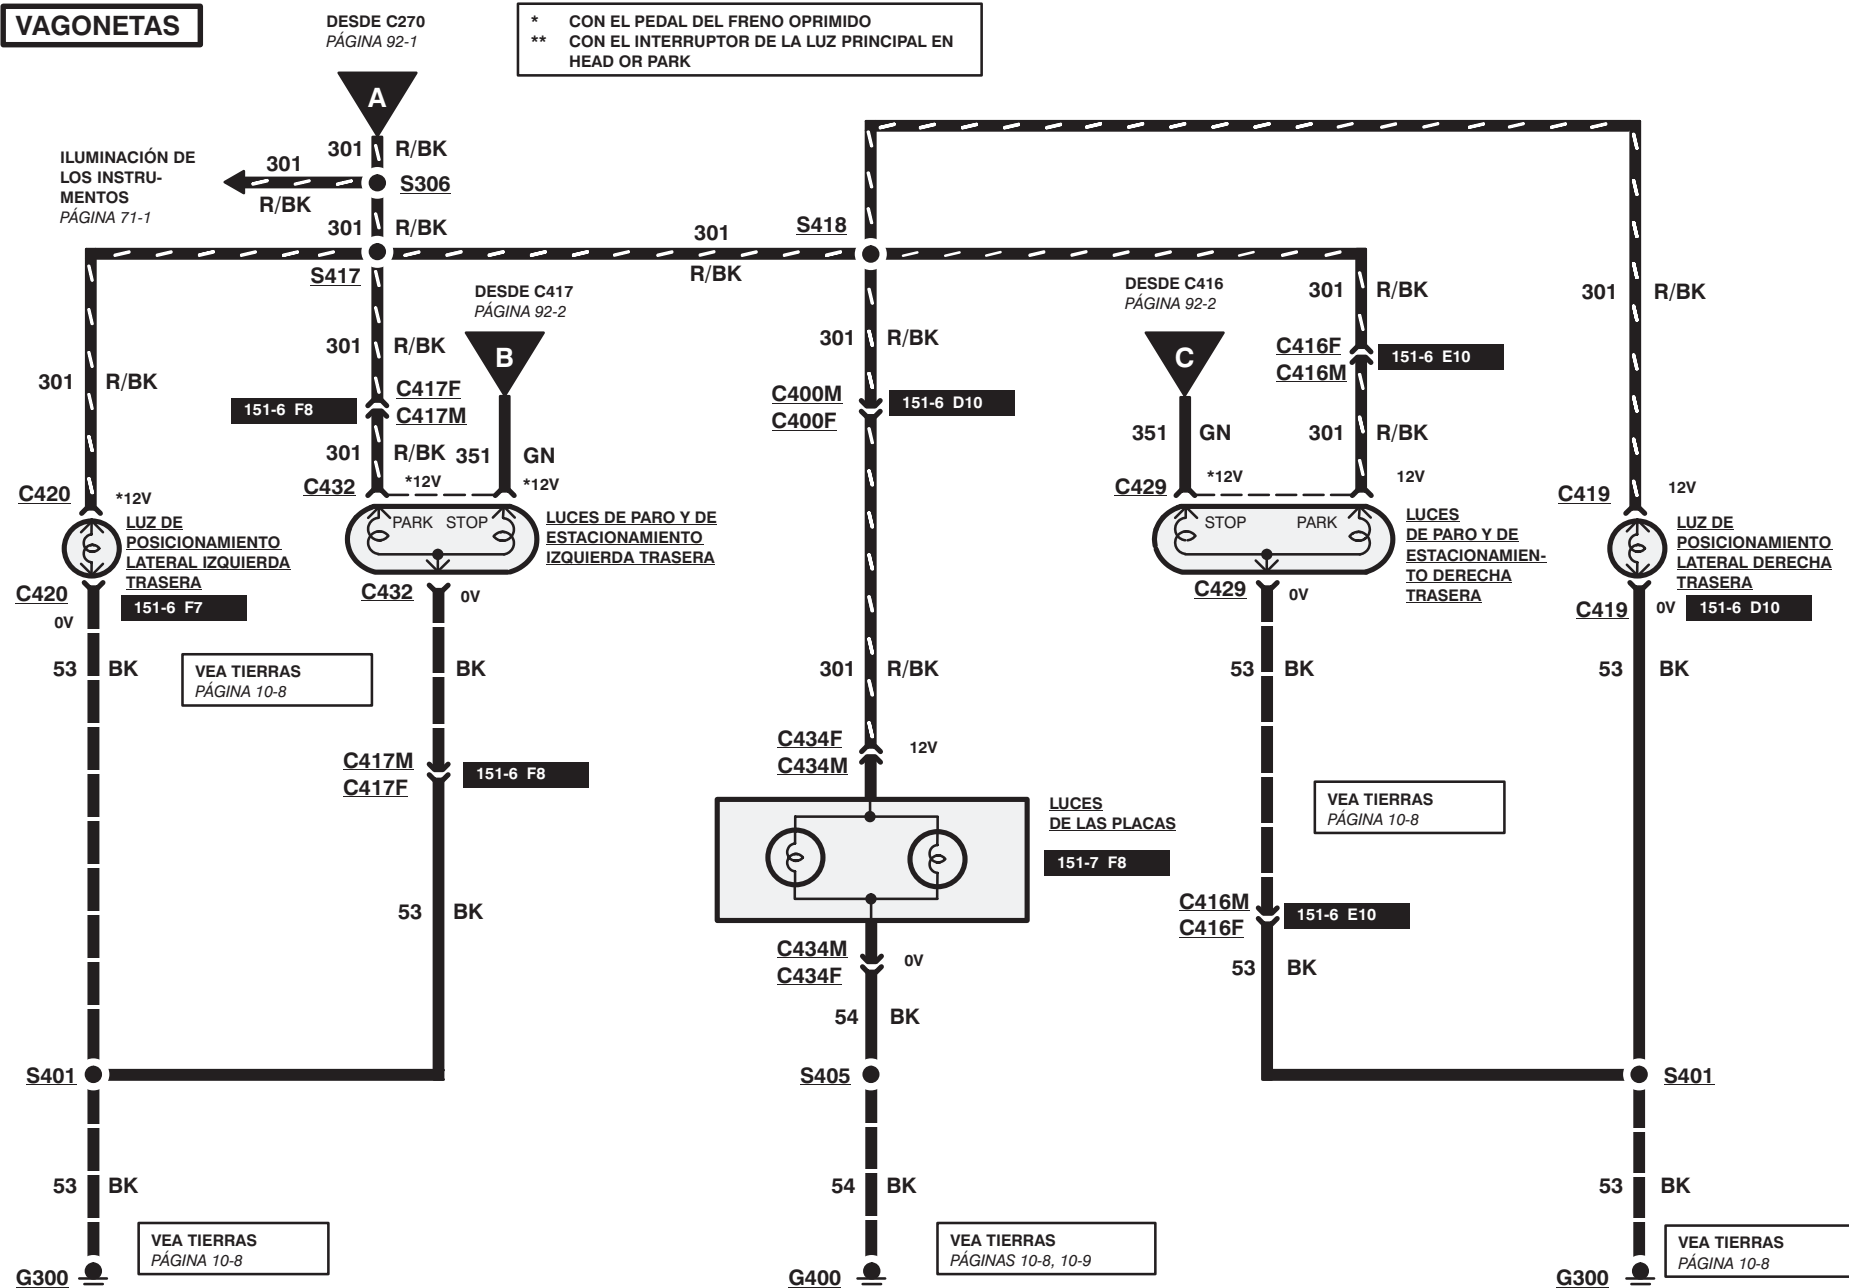 VAGONETAS
DESDE C270
PÁGINA 92-1
* CON EL PEDAL DEL FRENO OPRIMIDO
** CON EL INTERRUPTOR DE LA LUZ PRINCIPAL EN
HEAD OR PARK
A
301 R/BK
ILUMINACIÓN DE
LOS INSTRU-
MENTOS
PÁGINA 71-1
301
R/BK
S306
301 R/BK
S417
301
R/BK
S418
DESDE C417
PÁGINA 92-2
B
DESDE C416
PÁGINA 92-2
C
301 R/BK
301 R/BK
301 R/BK
301 R/BK
301 R/BK
C417F
C417M
151-6 F8
C400M
C400F
151-6 D10
C416F
C416M
151-6 E10
301 R/BK
351 GN
351 GN
301 R/BK
C420
*12V
LUZ DE
POSICIONAMIENTO
LATERAL IZQUIERDA
TRASERA
C420
151-6 F7
0V
C432
*12V
*12V
PARK STOP
LUCES DE PARO Y DE
ESTACIONAMIENTO
IZQUIERDA TRASERA
C432
0V
C429
*12V
12V
STOP PARK
LUCES
DE PARO Y DE
ESTACIONAMIEN-
TO DERECHA
TRASERA
C429
0V
C419
12V
LUZ DE
POSICIONAMIENTO
LATERAL DERECHA
TRASERA
C419
0V
151-6 D10
53 BK
VEA TIERRAS
PÁGINA 10-8
BK
301 R/BK
53 BK
53 BK
C417M
C417F
151-6 F8
C434F
C434M
12V
LUCES
DE LAS PLACAS
151-7 F8
VEA TIERRAS
PÁGINA 10-8
53 BK
C416M
C416F
151-6 E10
C434M
C434F
0V
53 BK
54 BK
S401
S405
S401
53 BK
54 BK
53 BK
VEA TIERRAS
PÁGINA 10-8
VEA TIERRAS
PÁGINAS 10-8, 10-9
VEA TIERRAS
PÁGINA 10-8
G300
G400
G300